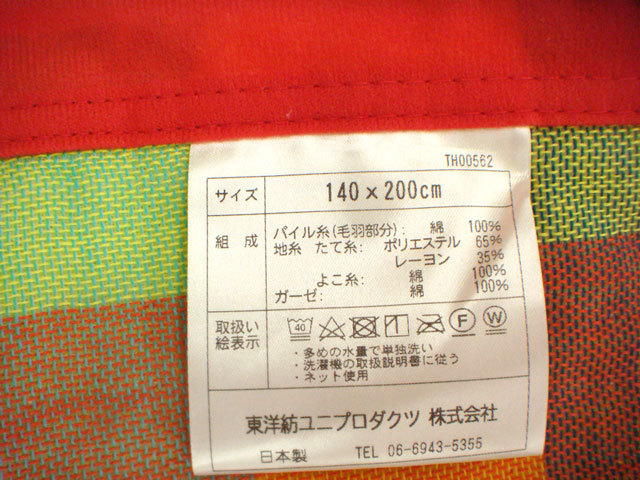 TH00562
サイズ 140×200cm
組成 パイル糸(毛羽部分): 綿 100%
地糸 たて糸: ポリエステル 65%
レーヨン 35%
よこ糸: 綿 100%
ガーゼ: 綿 100%
取扱い
絵表示
40 F W
・多めの水量で単独洗い
・洗濯機の取扱説明書に従う
・ネット使用
東洋紡ユニプロダクツ 株式会社
日本製 TEL 06-6943-5355